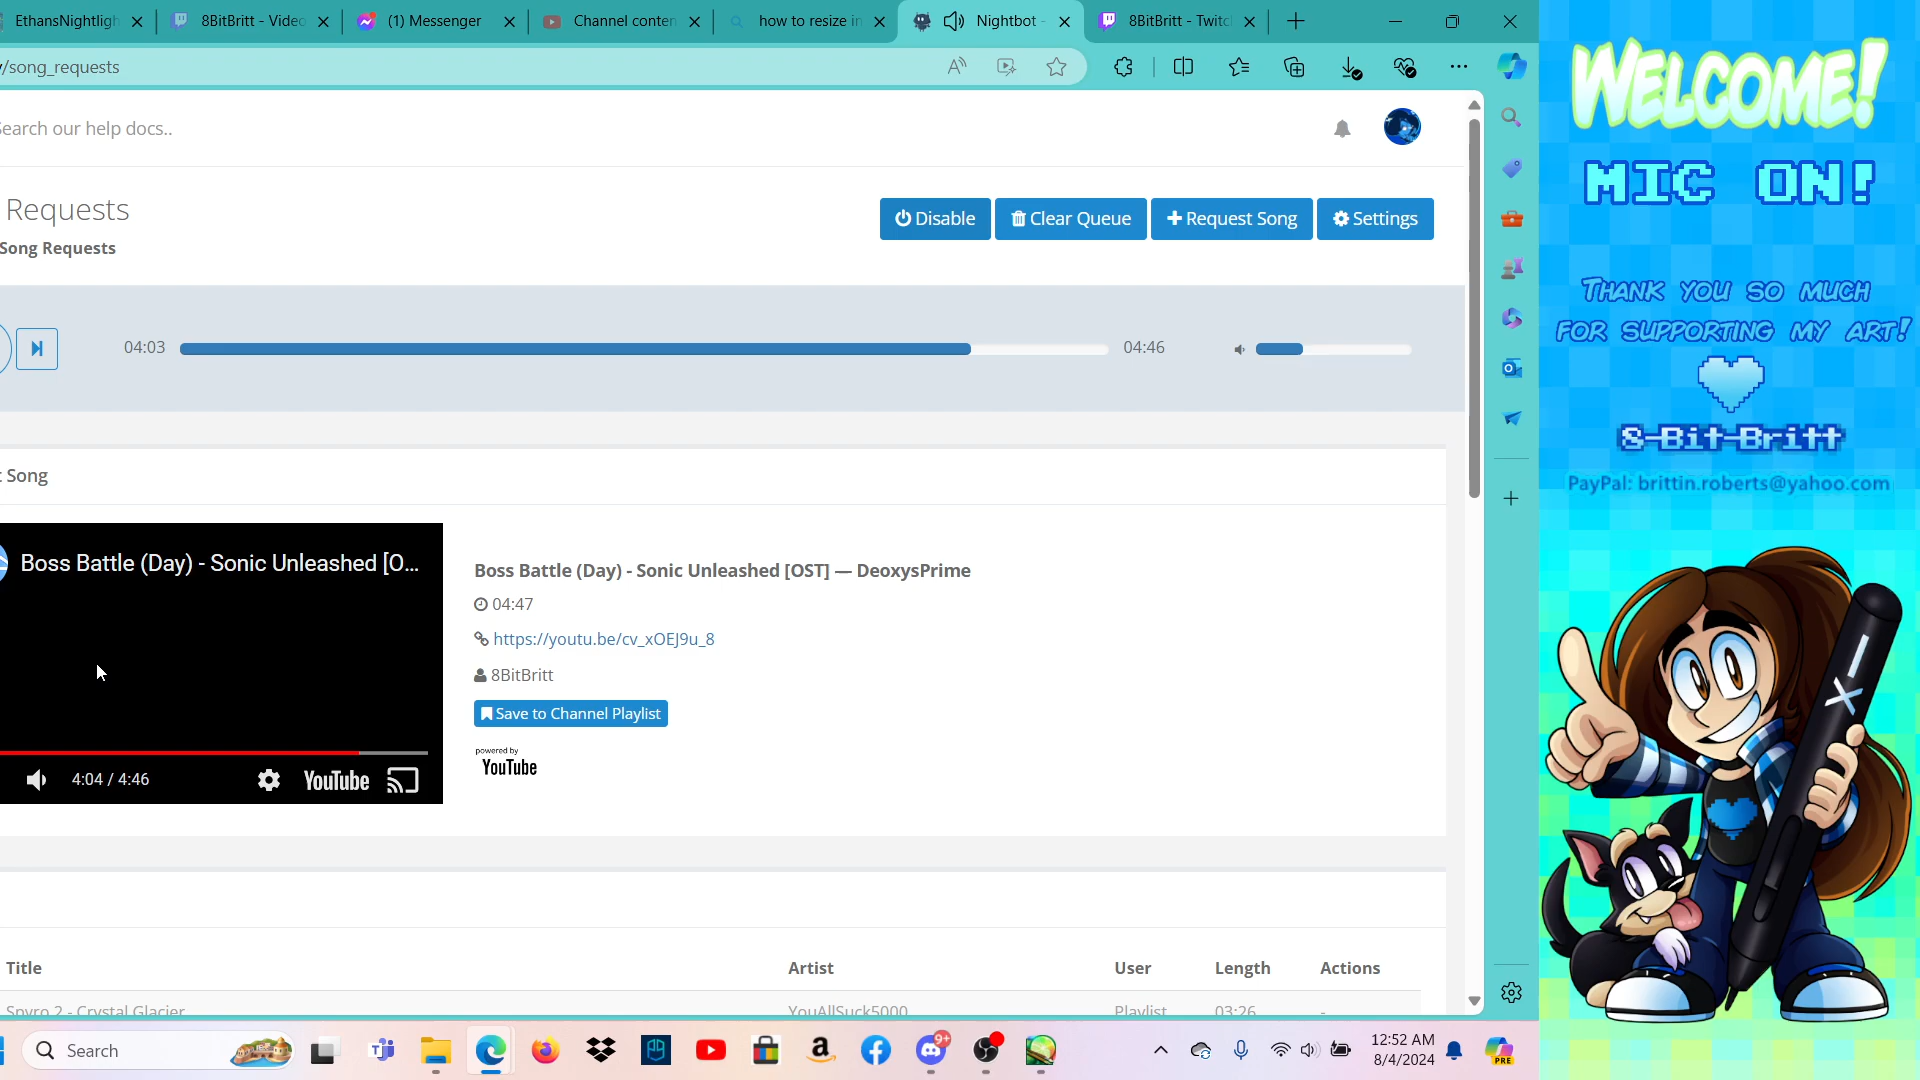 EthansNightligh
8BitBritt - Video
(1) Messenger
Channel conten
how to resize in
Nightbot -
8BitBritt - Twitc
/song_requests
Search our help docs..
Requests
Song Requests
Disable
Clear Queue
Request Song
Settings
04:03
04:46
Song
Boss Battle (Day) - Sonic Unleashed [O...
4:04 / 4:46
YouTube
Boss Battle (Day) - Sonic Unleashed [OST] — DeoxysPrime
04:47
https://youtu.be/cv_xOEJ9u_8
8BitBritt
Save to Channel Playlist
powered by
YouTube
Title
Artist
User
Length
Actions
Spyro 2 - Crystal Glacier
YouAllSuck5000
Playlist
03:26
-
Search
9+
12:52 AM
8/4/2024
PRE
WELCOME!
MIC ON!
THANK YOU SO MUCH
FOR SUPPORTING MY ART!
8-Bit-Britt
PayPal: brittin.roberts@yahoo.com